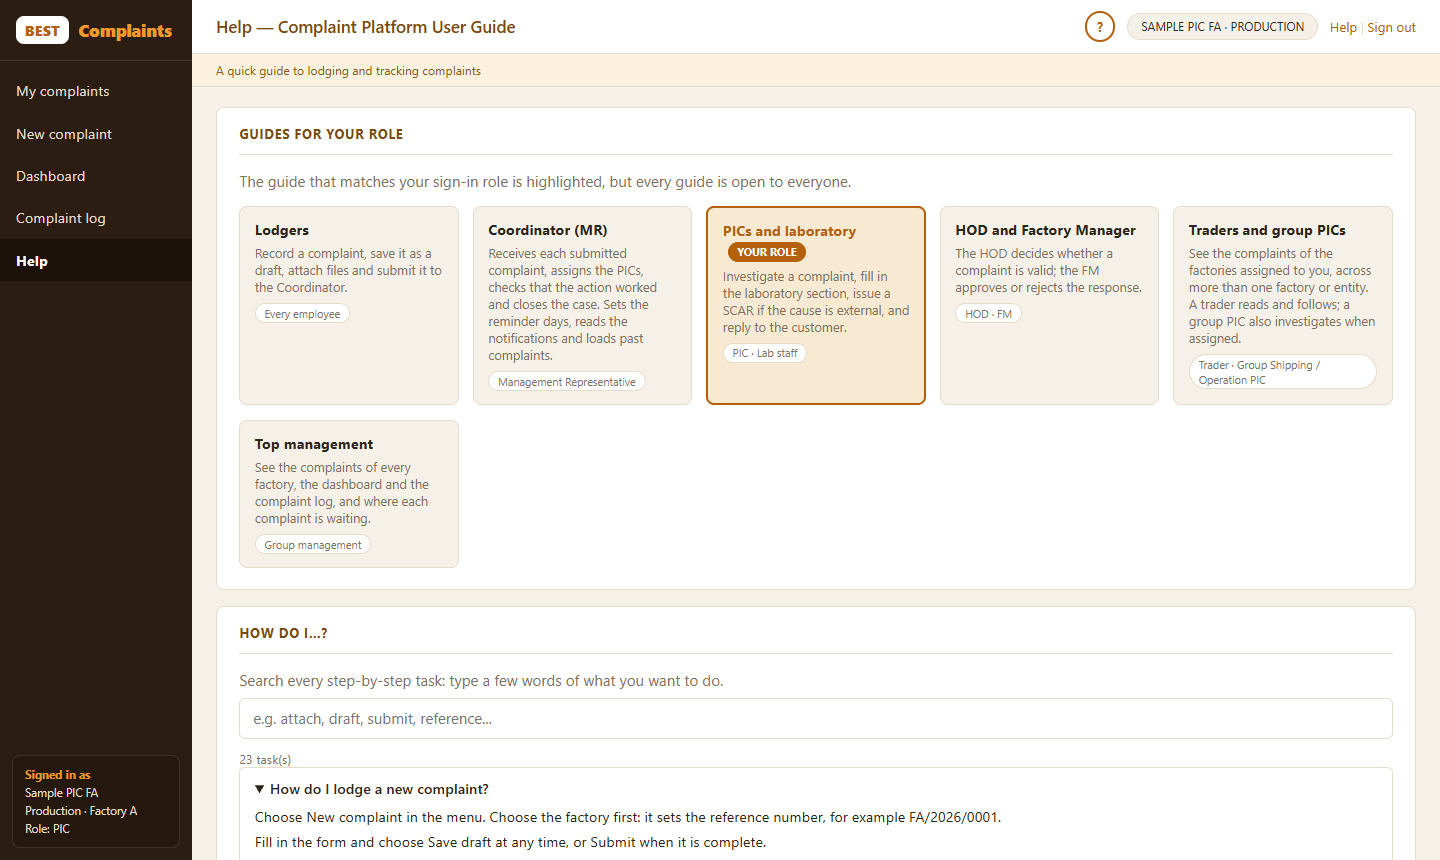 BEST Complaints
My complaints
New complaint
Dashboard
Complaint log
Help
Signed in as
Sample PIC FA
Production · Factory A
Role: PIC
Help — Complaint Platform User Guide
?
SAMPLE PIC FA · PRODUCTION
Help | Sign out
A quick guide to lodging and tracking complaints
GUIDES FOR YOUR ROLE
The guide that matches your sign-in role is highlighted, but every guide is open to everyone.
Lodgers
Record a complaint, save it as a
draft, attach files and submit it to
the Coordinator.
Every employee
Coordinator (MR)
Receives each submitted
complaint, assigns the PICs,
checks that the action worked
and closes the case. Sets the
reminder days, reads the
notifications and loads past
complaints.
Management Representative
PICs and laboratory
YOUR ROLE
Investigate a complaint, fill in
the laboratory section, issue a
SCAR if the cause is external, and
reply to the customer.
PIC · Lab staff
HOD and Factory Manager
The HOD decides whether a
complaint is valid; the FM
approves or rejects the response.
HOD · FM
Traders and group PICs
See the complaints of the
factories assigned to you, across
more than one factory or entity.
A trader reads and follows; a
group PIC also investigates when
assigned.
Trader · Group Shipping /
Operation PIC
Top management
See the complaints of every
factory, the dashboard and the
complaint log, and where each
complaint is waiting.
Group management
HOW DO I...?
Search every step-by-step task: type a few words of what you want to do.
e.g. attach, draft, submit, reference...
23 task(s)
▼ How do I lodge a new complaint?
Choose New complaint in the menu. Choose the factory first: it sets the reference number, for example FA/2026/0001.
Fill in the form and choose Save draft at any time, or Submit when it is complete.